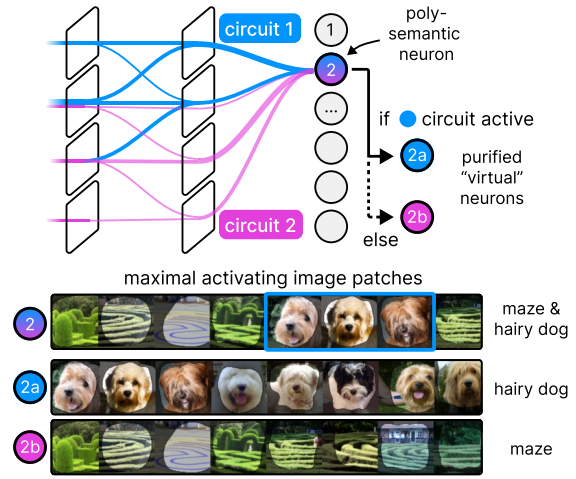 circuit 1
1
poly-
semantic
neuron
2
...
if circuit active
2a
purified
“virtual”
neurons
2b
circuit 2
else
maximal activating image patches
2
maze &
hairy dog
2a
hairy dog
2b
maze